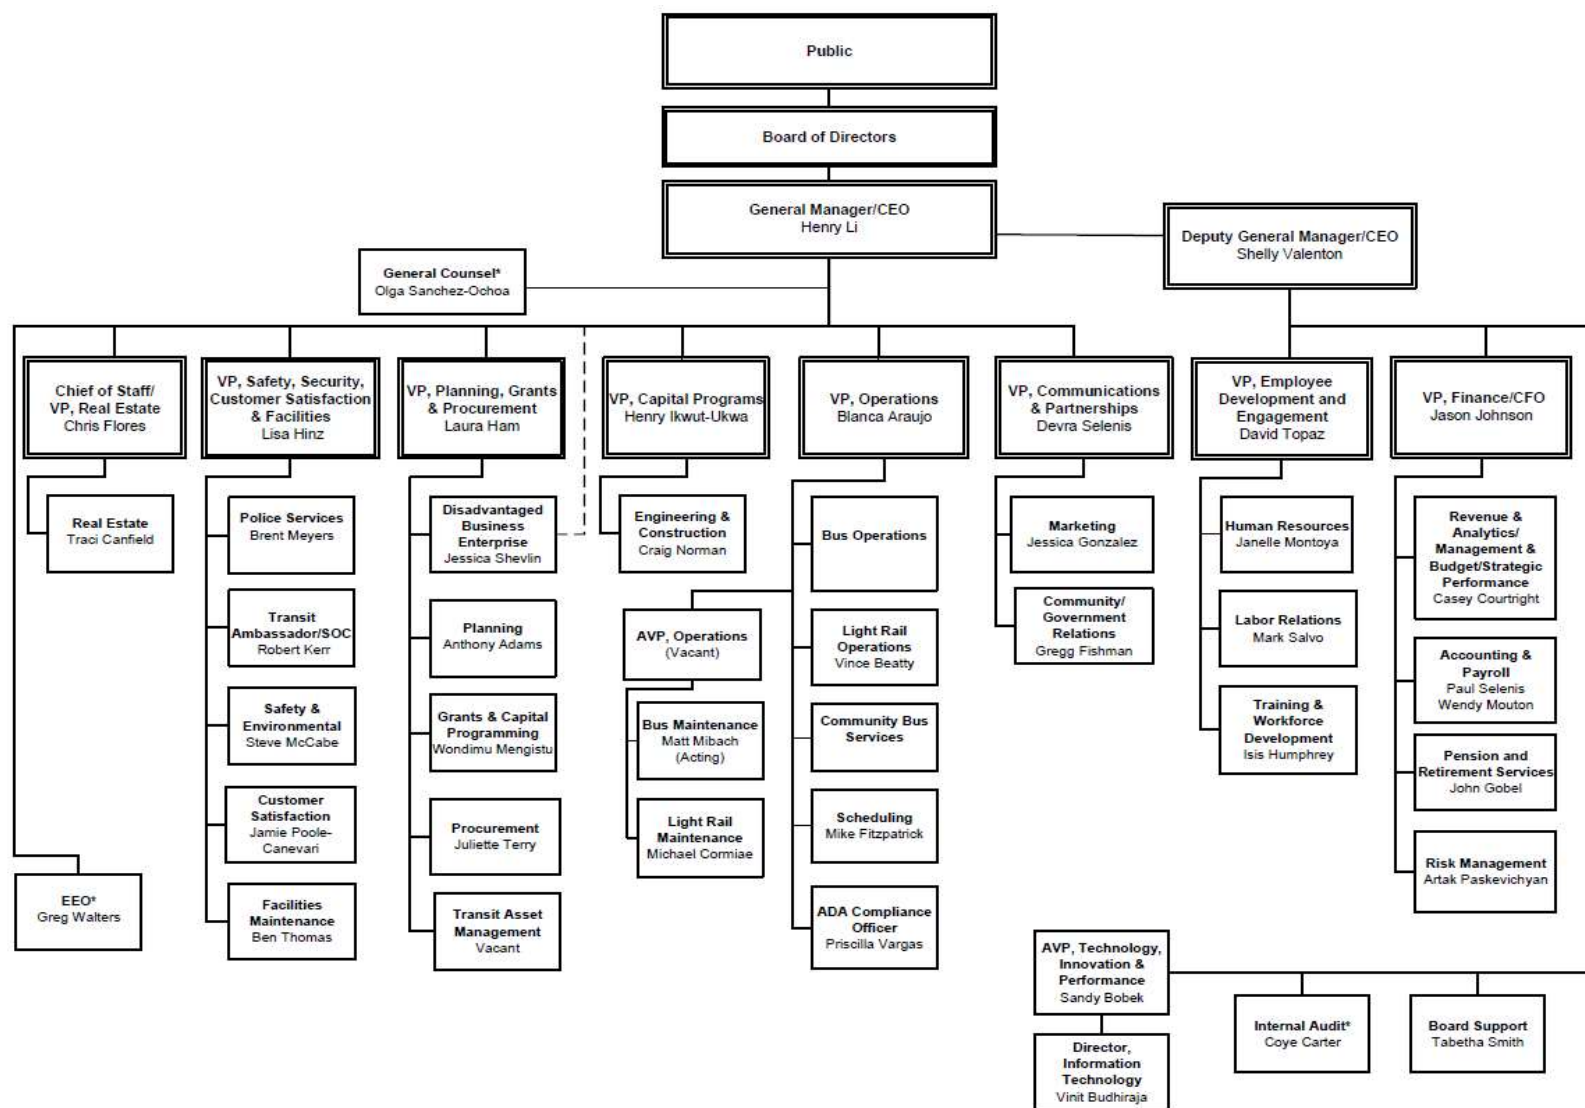 Public
Board of Directors
General Manager/CEO
Henry Li
Deputy General Manager/CEO
Shelly Valenton
General Counsel*
Olga Sanchez-Ochoa
Chief of Staff/
VP, Real Estate
Chris Flores
VP, Safety, Security,
Customer Satisfaction
& Facilities
Lisa Hinz
VP, Planning, Grants
& Procurement
Laura Ham
VP, Capital Programs
Henry Ikwut-Ukwa
VP, Operations
Blanca Araujo
VP, Communications
& Partnerships
Devra Selenis
VP, Employee
Development and
Engagement
David Topaz
VP, Finance/CFO
Jason Johnson
Real Estate
Traci Canfield
Police Services
Brent Meyers
Transit
Ambassador/SOC
Robert Kerr
Safety &
Environmental
Steve McCabe
Customer
Satisfaction
Jamie Poole-
Canevari
Facilities
Maintenance
Ben Thomas
Disadvantaged
Business
Enterprise
Jessica Shevlin
Planning
Anthony Adams
Grants & Capital
Programming
Wondimu Mengistu
Procurement
Juliette Terry
Transit Asset
Management
Vacant
Engineering &
Construction
Craig Norman
Bus Operations
AVP, Operations
(Vacant)
Bus Maintenance
Matt Mibach
(Acting)
Light Rail
Maintenance
Michael Cormiae
Light Rail
Operations
Vince Beatty
Community Bus
Services
Scheduling
Mike Fitzpatrick
ADA Compliance
Officer
Priscilla Vargas
Marketing
Jessica Gonzalez
Community/
Government
Relations
Gregg Fishman
Human Resources
Janelle Montoya
Labor Relations
Mark Salvo
Training &
Workforce
Development
Isis Humphrey
Revenue &
Analytics/
Management &
Budget/Strategic
Performance
Casey Courtright
Accounting &
Payroll
Paul Selenis
Wendy Mouton
Pension and
Retirement Services
John Gobel
Risk Management
Artak Paskevichyan
EEO*
Greg Walters
AVP, Technology,
Innovation &
Performance
Sandy Bobek
Director,
Information
Technology
Vinit Budhiraja
Internal Audit*
Coye Carter
Board Support
Tabetha Smith